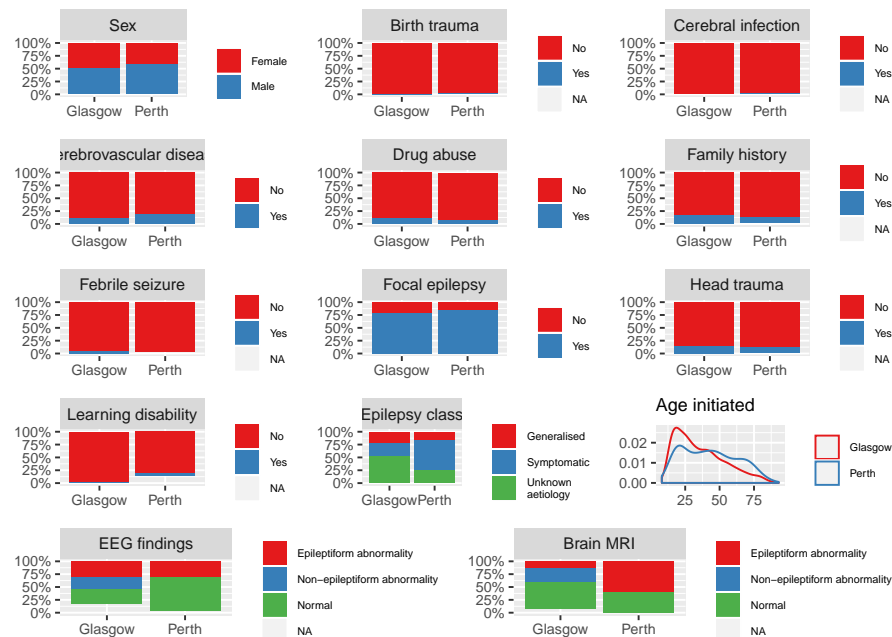 Sex
100%
75%
50%
25%
0%
Glasgow Perth
Female
Male
Birth trauma
100%
75%
50%
25%
0%
Glasgow Perth
No
Yes
NA
Cerebral infection
100%
75%
50%
25%
0%
Glasgow Perth
No
Yes
NA
erebrovascular disea
100%
75%
50%
25%
0%
Glasgow Perth
No
Yes
Drug abuse
100%
75%
50%
25%
0%
Glasgow Perth
No
Yes
Family history
100%
75%
50%
25%
0%
Glasgow Perth
No
Yes
NA
Febrile seizure
100%
75%
50%
25%
0%
Glasgow Perth
No
Yes
NA
Focal epilepsy
100%
75%
50%
25%
0%
Glasgow Perth
No
Yes
Head trauma
100%
75%
50%
25%
0%
Glasgow Perth
No
Yes
NA
Learning disability
100%
75%
50%
25%
0%
Glasgow Perth
No
Yes
NA
Epilepsy class
100%
75%
50%
25%
0%
Glasgow Perth
Generalised
Symptomatic
Unknown
aetiology
Age initiated
0.02
0.01
0.00
25 50 75
Glasgow
Perth
EEG findings
100%
75%
50%
25%
0%
Glasgow Perth
Epileptiform abnormality
Non−epileptiform abnormality
Normal
NA
Brain MRI
100%
75%
50%
25%
0%
Glasgow Perth
Epileptiform abnormality
Non−epileptiform abnormality
Normal
NA